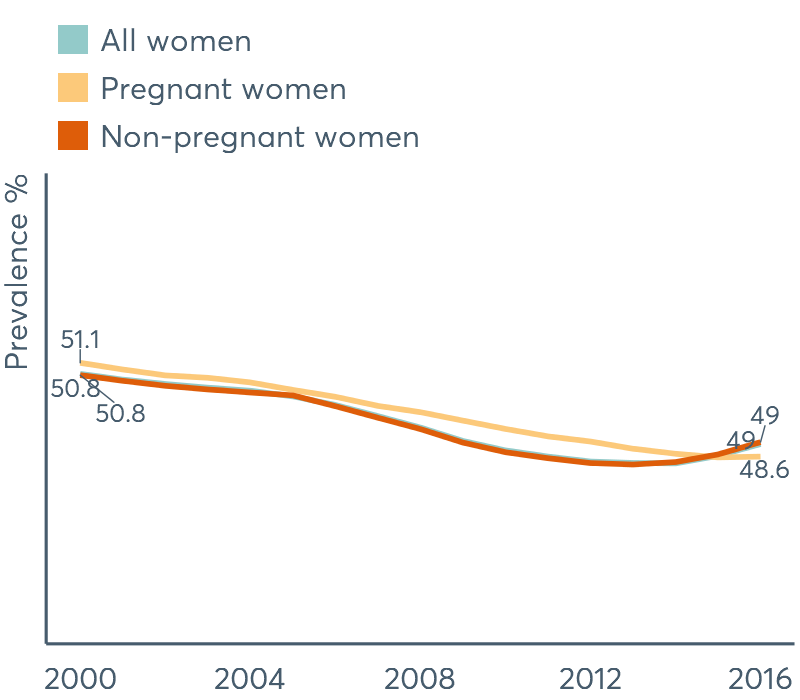 All women
Pregnant women
Non-pregnant women
Prevalence %
51.1
50.8
50.8
49
49
48.6
2000
2004
2008
2012
2016